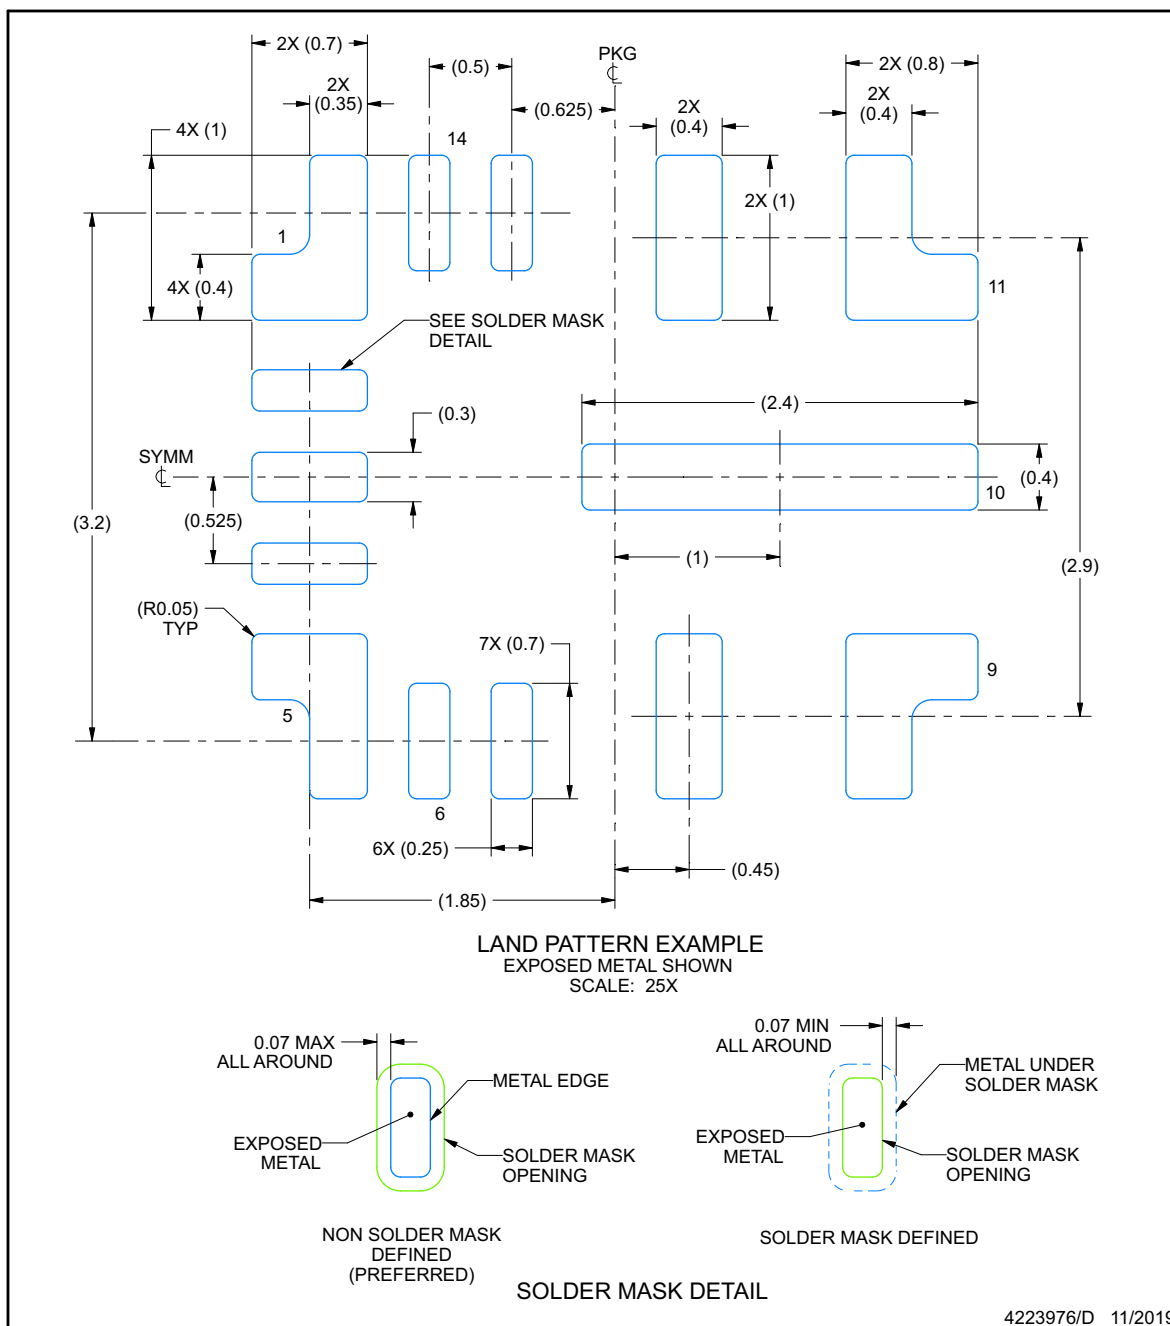 2X (0.7)
(0.5)
PKG
℄
2X (0.8)
2X
(0.35)
(0.625)
2X
(0.4)
2X
(0.4)
4X (1)
14
2X (1)
1
4X (0.4)
11
SEE SOLDER MASK
DETAIL
(2.4)
(0.3)
SYMM
℄
(0.4)
10
(3.2)
(0.525)
(1)
(2.9)
(R0.05)
TYP
7X (0.7)
9
5
6
6X (0.25)
(0.45)
(1.85)
LAND PATTERN EXAMPLE
EXPOSED METAL SHOWN
SCALE: 25X
0.07 MAX
ALL AROUND
METAL EDGE
EXPOSED
METAL
SOLDER MASK
OPENING
NON SOLDER MASK
DEFINED
(PREFERRED)
0.07 MIN
ALL AROUND
METAL UNDER
SOLDER MASK
EXPOSED
METAL
SOLDER MASK
OPENING
SOLDER MASK DEFINED
SOLDER MASK DETAIL
4223976/D 11/2019